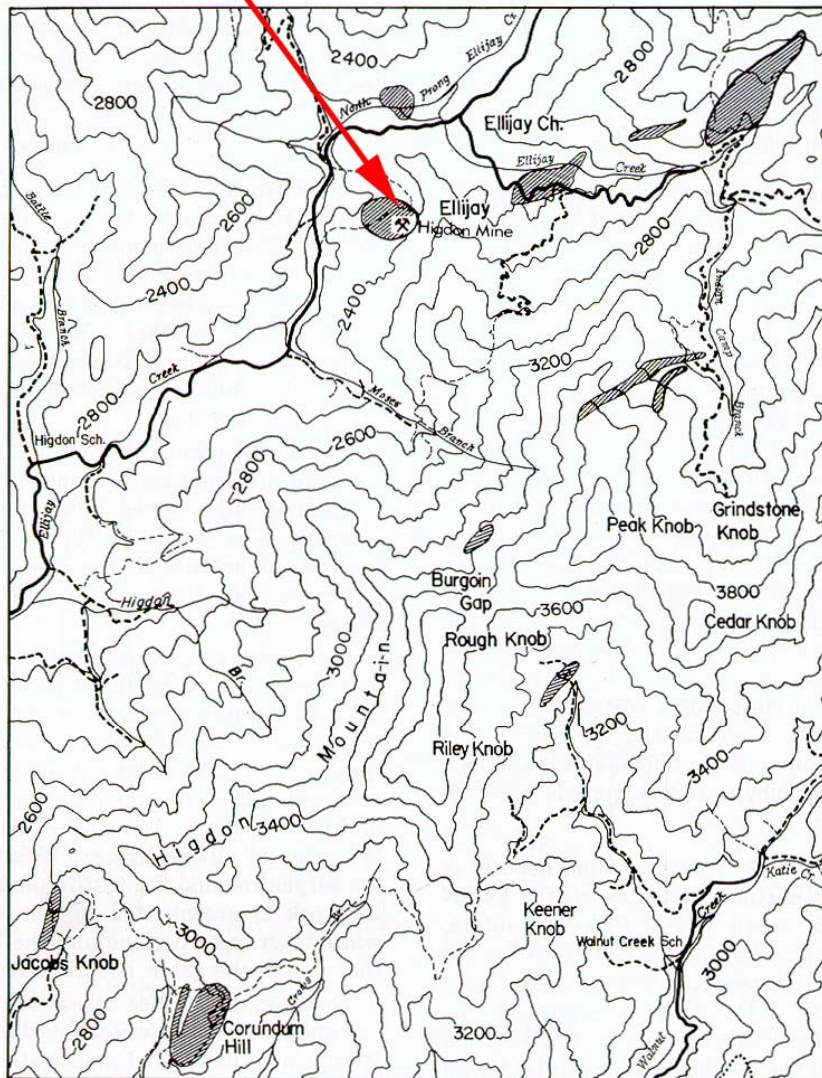 2400
2800
North Prong Ellijay Cr.
2800
Ellijay Ch.
Ellijay Creek
Battle Branch
2600
Ellijay
Higdon Mine
2800
2400
2400
Indian Camp Branch
3200
Creek
Moses Branch
2800
2600
Higdon Sch.
2800
Ellijay
Peak Knob
Grindstone
Knob
Burgoin
Gap
3800
3600
Cedar Knob
Higdon Br.
3000
Rough Knob
Higdon Mountain
3200
Riley Knob
3400
2600
3400
Katie Cr.
Keener
Knob
Creek
3000
Walnut Creek Sch
3000
Jacobs Knob
2800
Corundum
Hill
3200
Walnut